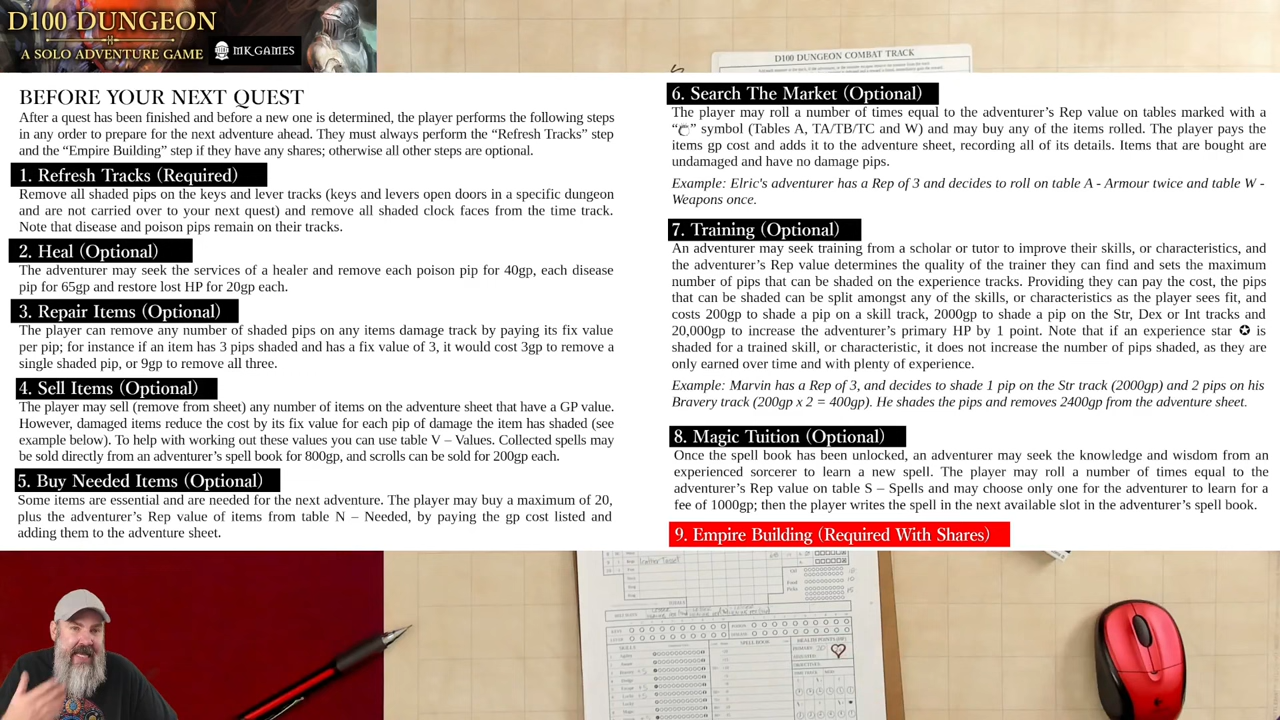 D100 DUNGEON
A SOLO ADVENTURE GAME
MK GAMES
D100 DUNGEON COMBAT TRACK
BEFORE YOUR NEXT QUEST
After a quest has been finished and before a new one is determined, the player performs the following steps
in any order to prepare for the next adventure ahead. They must always perform the “Refresh Tracks” step
and the “Empire Building” step if they have any shares; otherwise all other steps are optional.
1. Refresh Tracks (Required)
Remove all shaded pips on the keys and lever tracks (keys and levers open doors in a specific dungeon
and are not carried over to your next quest) and remove all shaded clock faces from the time track.
Note that disease and poison pips remain on their tracks.
2. Heal (Optional)
The adventurer may seek the services of a healer and remove each poison pip for 40gp, each disease
pip for 65gp and restore lost HP for 20gp each.
3. Repair Items (Optional)
The player can remove any number of shaded pips on any items damage track by paying its fix value
per pip; for instance if an item has 3 pips shaded and has a fix value of 3, it would cost 3gp to remove a
single shaded pip, or 9gp to remove all three.
4. Sell Items (Optional)
The player may sell (remove from sheet) any number of items on the adventure sheet that have a GP value.
However, damaged items reduce the cost by its fix value for each pip of damage the item has shaded (see
example below). To help with working out these values you can use table V – Values. Collected spells may
be sold directly from an adventurer’s spell book for 800gp, and scrolls can be sold for 200gp each.
5. Buy Needed Items (Optional)
Some items are essential and are needed for the next adventure. The player may buy a maximum of 20,
plus the adventurer’s Rep value of items from table N – Needed, by paying the gp cost listed and
adding them to the adventure sheet.
6. Search The Market (Optional)
The player may roll a number of times equal to the adventurer’s Rep value on tables marked with a
“C” symbol (Tables A, TA/TB/TC and W) and may buy any of the items rolled. The player pays the
items gp cost and adds it to the adventure sheet, recording all of its details. Items that are bought are
undamaged and have no damage pips.
Example: Elric's adventurer has a Rep of 3 and decides to roll on table A - Armour twice and table W -
Weapons once.
7. Training (Optional)
An adventurer may seek training from a scholar or tutor to improve their skills, or characteristics, and
the adventurer’s Rep value determines the quality of the trainer they can find and sets the maximum
number of pips that can be shaded on the experience tracks. Providing they can pay the cost, the pips
that can be shaded can be split amongst any of the skills, or characteristics as the player sees fit, and
costs 200gp to shade a pip on a skill track, 2000gp to shade a pip on the Str, Dex or Int tracks and
20,000gp to increase the adventurer’s primary HP by 1 point. Note that if an experience star ✪ is
shaded for a trained skill, or characteristic, it does not increase the number of pips shaded, as they are
only earned over time and with plenty of experience.
Example: Marvin has a Rep of 3, and decides to shade 1 pip on the Str track (2000gp) and 2 pips on his
Bravery track (200gp x 2 = 400gp). He shades the pips and removes 2400gp from the adventure sheet.
8. Magic Tuition (Optional)
Once the spell book has been unlocked, an adventurer may seek the knowledge and wisdom from an
experienced sorcerer to learn a new spell. The player may roll a number of times equal to the
adventurer’s Rep value on table S – Spells and may choose only one for the adventurer to learn for a
fee of 1000gp; then the player writes the spell in the next available slot in the adventurer’s spell book.
9. Empire Building (Required With Shares)
SKILLS
SPELL BOOK
HEALTH POINTS